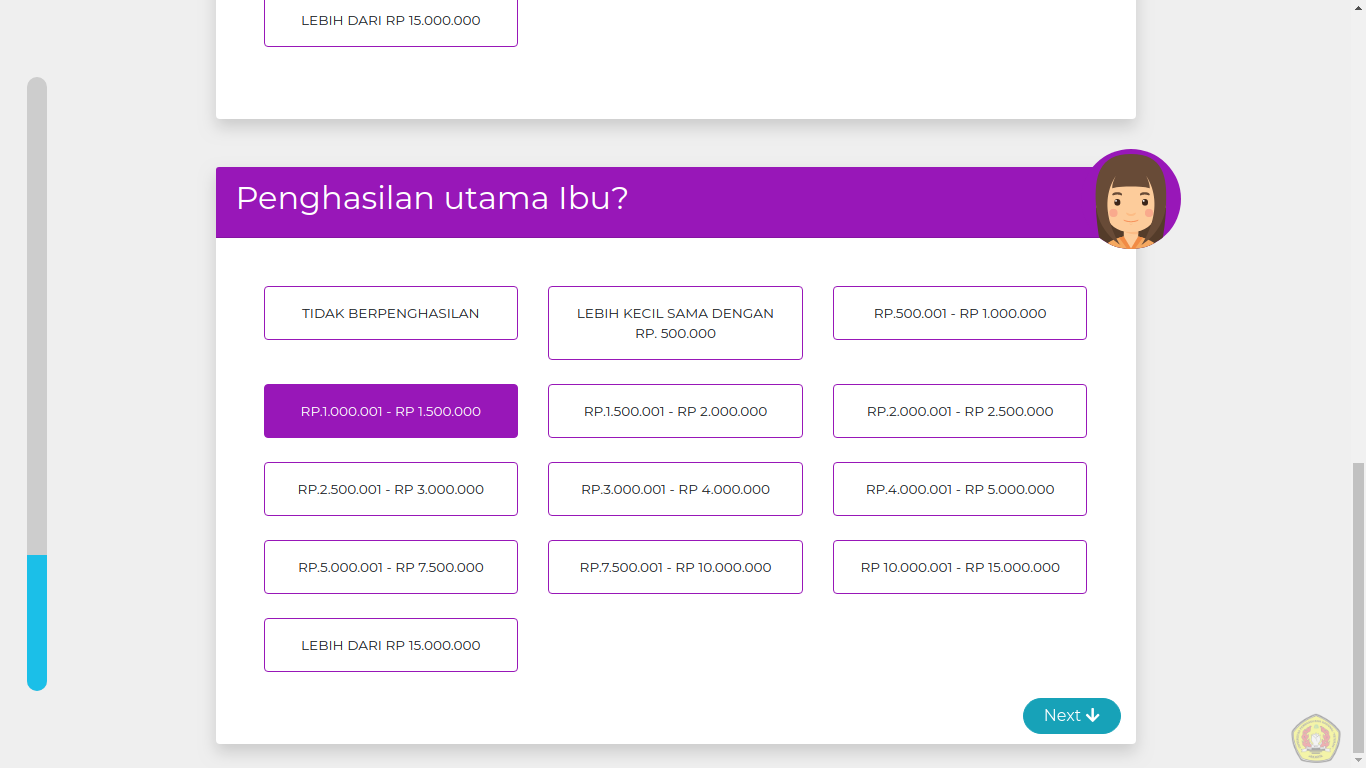 LEBIH DARI RP 15.000.000
Penghasilan utama Ibu?
TIDAK BERPENGHASILAN
LEBIH KECIL SAMA DENGAN
RP. 500.000
RP.500.001 - RP 1.000.000
RP.1.000.001 - RP 1.500.000
RP.1.500.001 - RP 2.000.000
RP.2.000.001 - RP 2.500.000
RP.2.500.001 - RP 3.000.000
RP.3.000.001 - RP 4.000.000
RP.4.000.001 - RP 5.000.000
RP.5.000.001 - RP 7.500.000
RP.7.500.001 - RP 10.000.000
RP 10.000.001 - RP 15.000.000
LEBIH DARI RP 15.000.000
Next